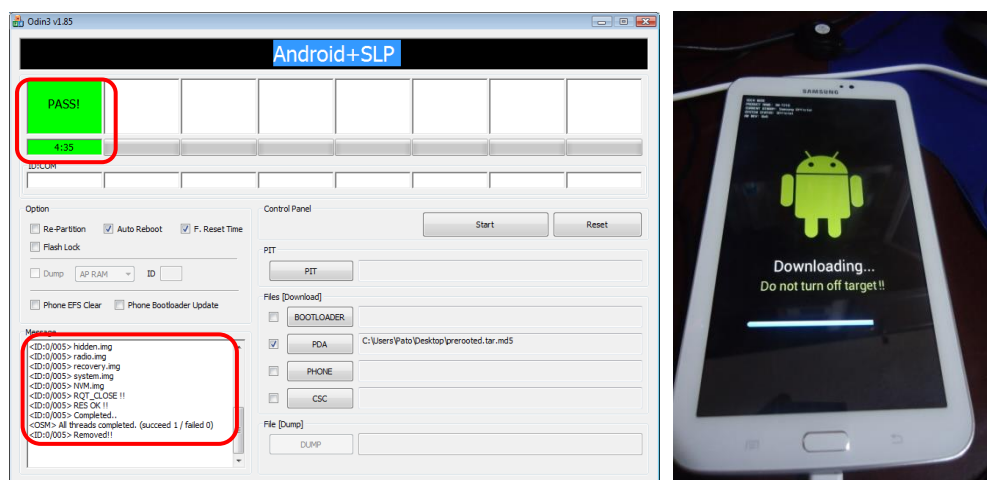 Odin3 v1.85
Android+SLP
PASS!
4:35
ID:COM
Option
Re-Partition Auto Reboot F. Reset Time
Flash Lock
Dump AP RAM ID
Phone EFS Clear Phone Bootloader Update
Message
<ID:0/005> hidden.img
<ID:0/005> radio.img
<ID:0/005> recovery.img
<ID:0/005> system.img
<ID:0/005> NVM.img
<ID:0/005> RQT_CLOSE !!
<ID:0/005> RES OK !!
<ID:0/005> Completed..
<OSM> All threads completed. (succeed 1 / failed 0)
<ID:0/005> Removed!!
Control Panel
Start Reset
PIT
PIT
Files [Download]
BOOTLOADER
PDA C:\Users\Pato\Desktop\prerooted.tar.md5
PHONE
CSC
File [Dump]
DUMP
SAMSUNG
Downloading...
Do not turn off target !!